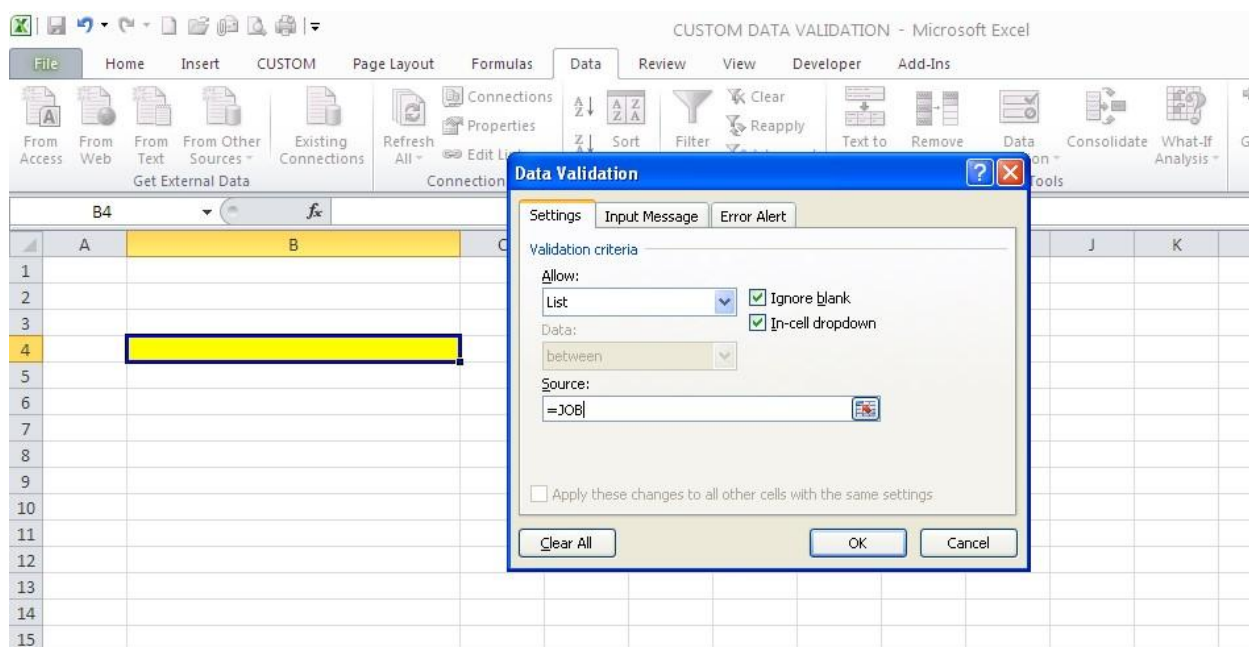 CUSTOM DATA VALIDATION - Microsoft Excel
File Home Insert CUSTOM Page Layout Formulas Data Review View Developer Add-Ins
From Access
From Web
From Text
From Other Sources
Existing Connections
Get External Data
Refresh All
Connections
Properties
Edit Li
Connection
A Z
Z
A Z Z A
Sort
Filter
Clear
Reapply
Text to
Remove
Data
on
Consolidate
What-If Analysis
Tools
G
B4 fx
A B C J K
1
2
3
4
5
6
7
8
9
10
11
12
13
14
15
Data Validation
?
Settings Input Message Error Alert
Validation criteria
Allow:
List
Ignore blank
In-cell dropdown
Data:
between
Source:
=JOB
Apply these changes to all other cells with the same settings
Clear All OK Cancel